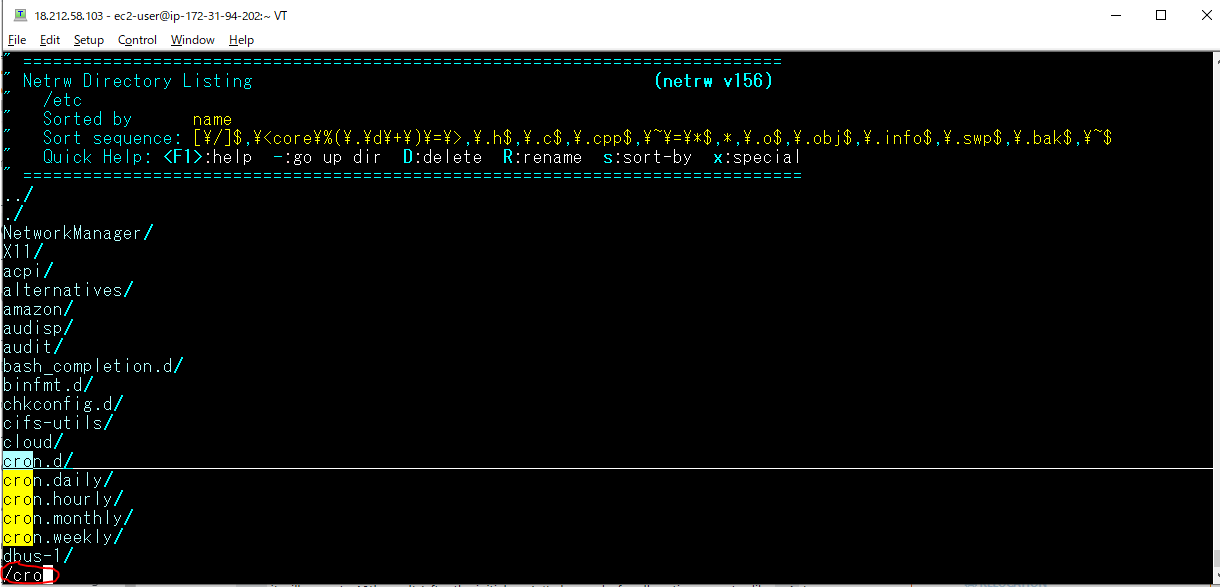 18.212.58.103 - ec2-user@ip-172-31-94-202:~ VT
File Edit Setup Control Window Help
" ============================================================================
" Netrw Directory Listing (netrw v156)
" /etc
" Sorted by name
" Sort sequence: [¥/]$,¥<core¥%(¥.¥d¥+¥)¥=¥>,¥.h$,¥.c$,¥.cpp$,¥~¥=¥*$,*,¥.o$,¥.obj$,¥.info$,¥.swp$,¥.bak$,¥~$
" Quick Help: <F1>:help -:go up dir D:delete R:rename s:sort-by x:special
" ==============================================================================
../
./
NetworkManager/
X11/
acpi/
alternatives/
amazon/
audisp/
audit/
bash_completion.d/
binfmt.d/
chkconfig.d/
cifs-utils/
cloud/
cron.d/
cron.daily/
cron.hourly/
cron.monthly/
cron.weekly/
dbus-1/
/cro